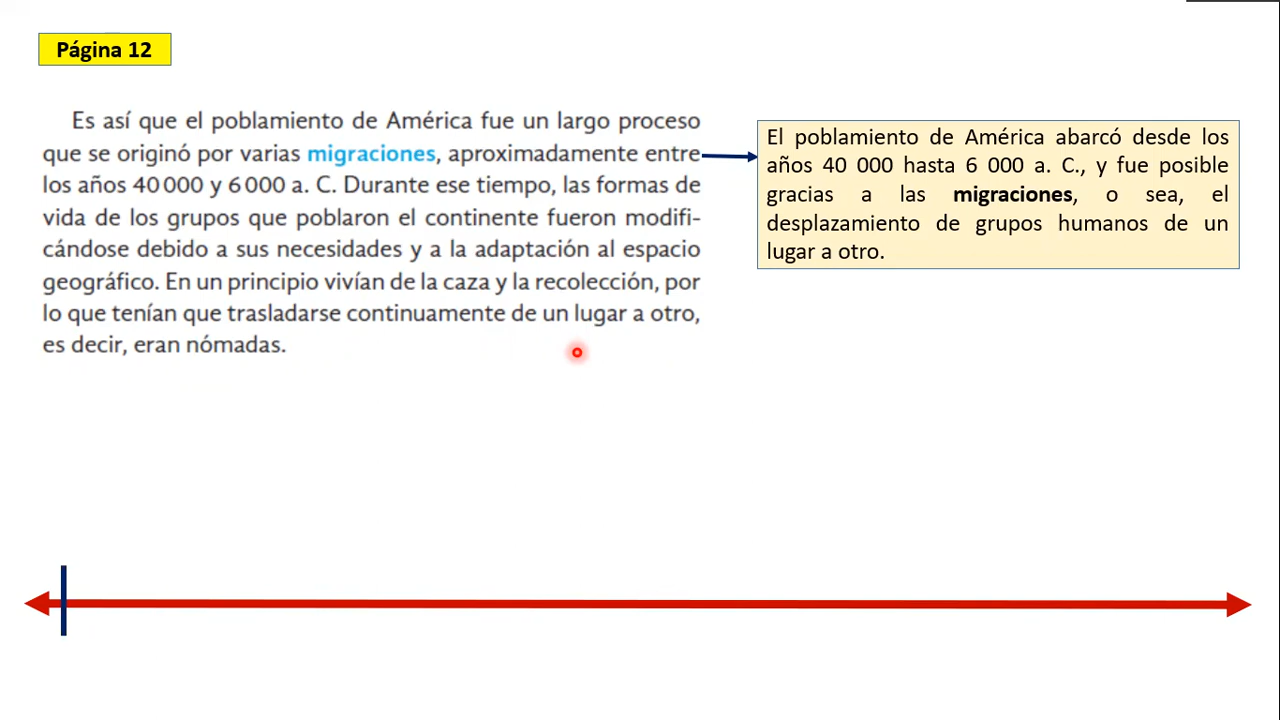 Página 12
Es así que el poblamiento de América fue un largo proceso
que se originó por varias migraciones, aproximadamente entre
los años 40 000 y 6 000 a. C. Durante ese tiempo, las formas de
vida de los grupos que poblaron el continente fueron modifi-
cándose debido a sus necesidades y a la adaptación al espacio
geográfico. En un principio vivían de la caza y la recolección, por
lo que tenían que trasladarse continuamente de un lugar a otro,
es decir, eran nómadas.
El poblamiento de América abarcó desde los
años 40 000 hasta 6 000 a. C., y fue posible
gracias a las migraciones, o sea, el
desplazamiento de grupos humanos de un
lugar a otro.